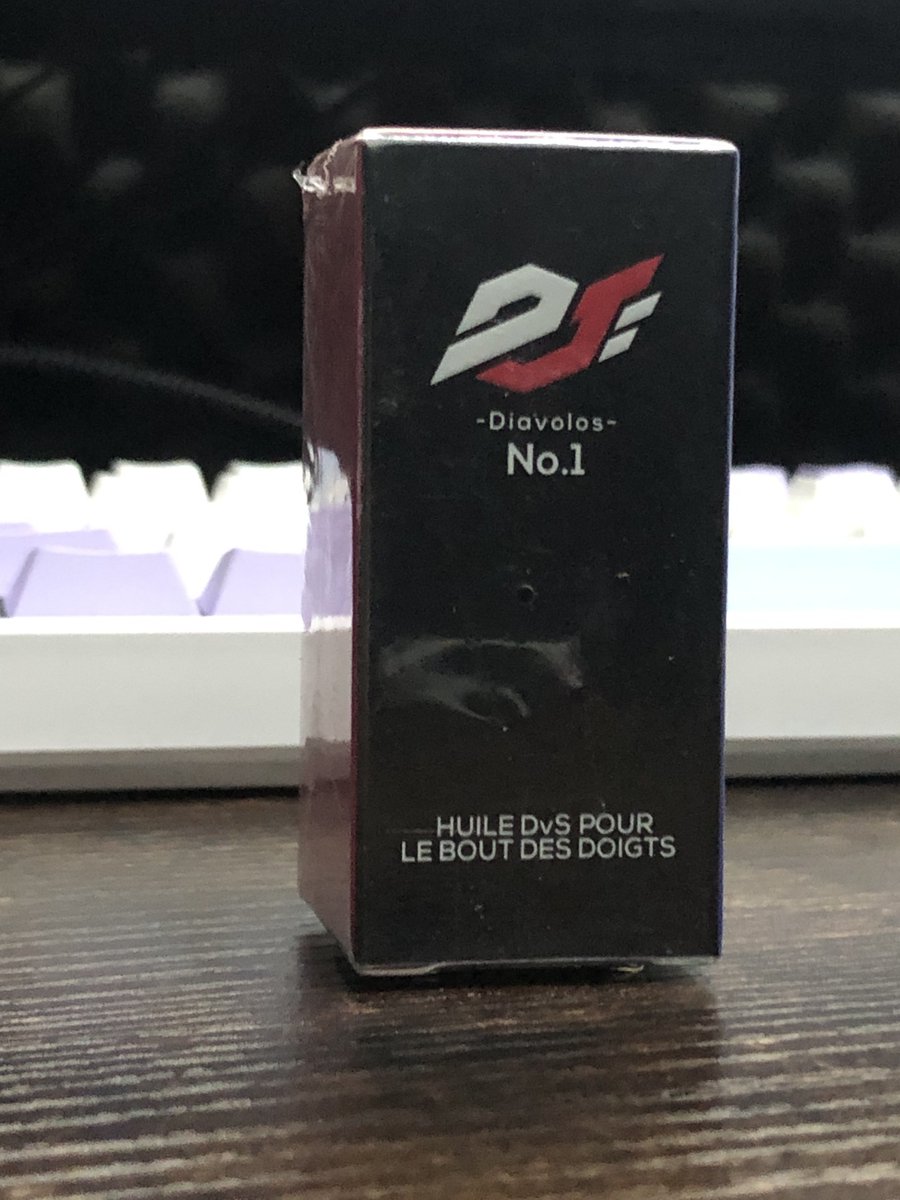 -Diavolos-
No.1
HUILE DvS POUR
LE BOUT DES DOIGTS